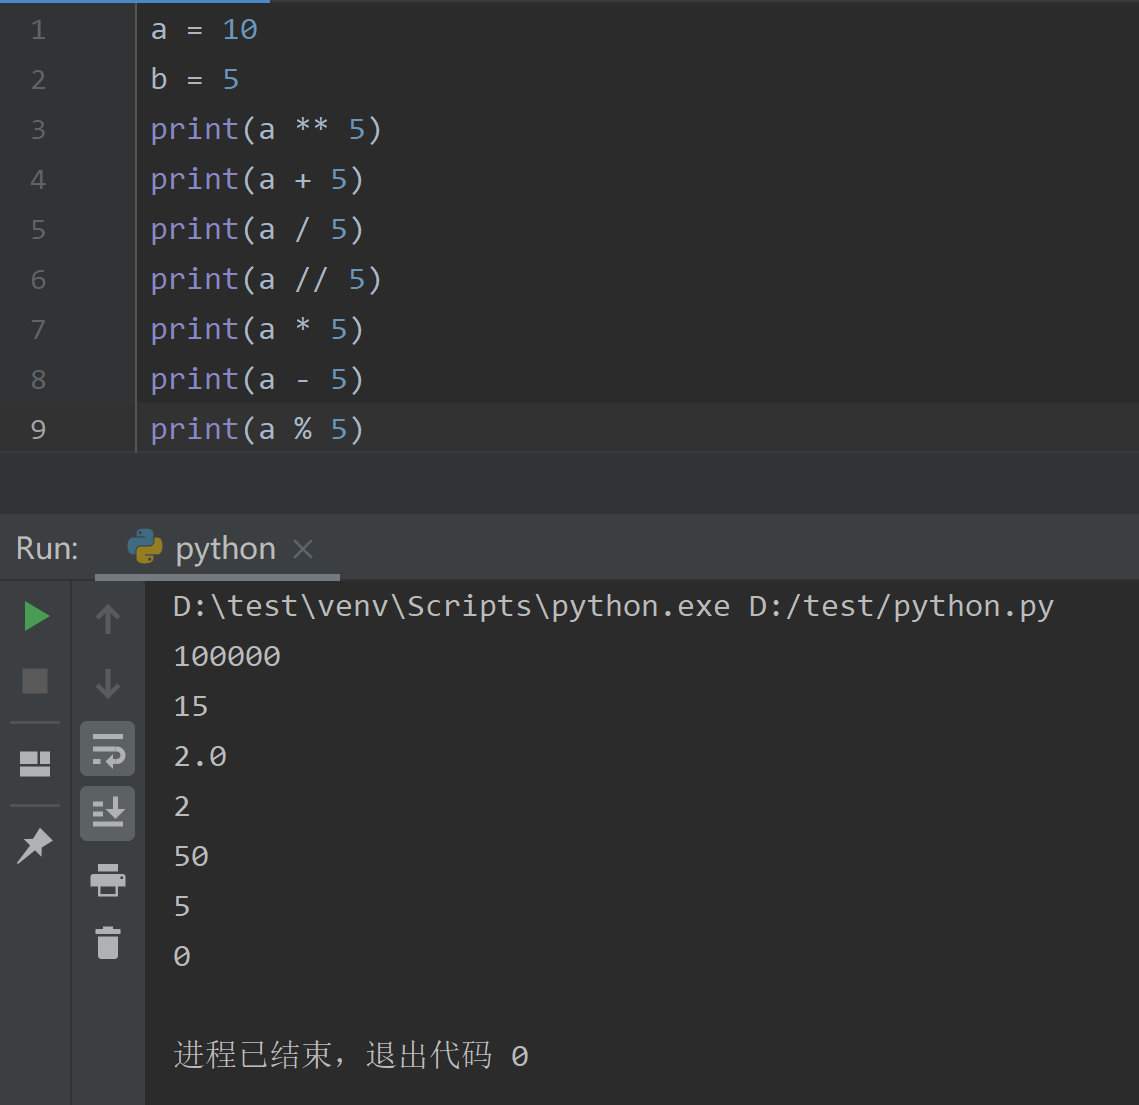 1 a = 10
2 b = 5
3 print(a ** 5)
4 print(a + 5)
5 print(a / 5)
6 print(a // 5)
7 print(a * 5)
8 print(a - 5)
9 print(a % 5)
Run: python
D:\test\venv\Scripts\python.exe D:/test/python.py
100000
15
2.0
2
50
5
0
进程已结束，退出代码 0